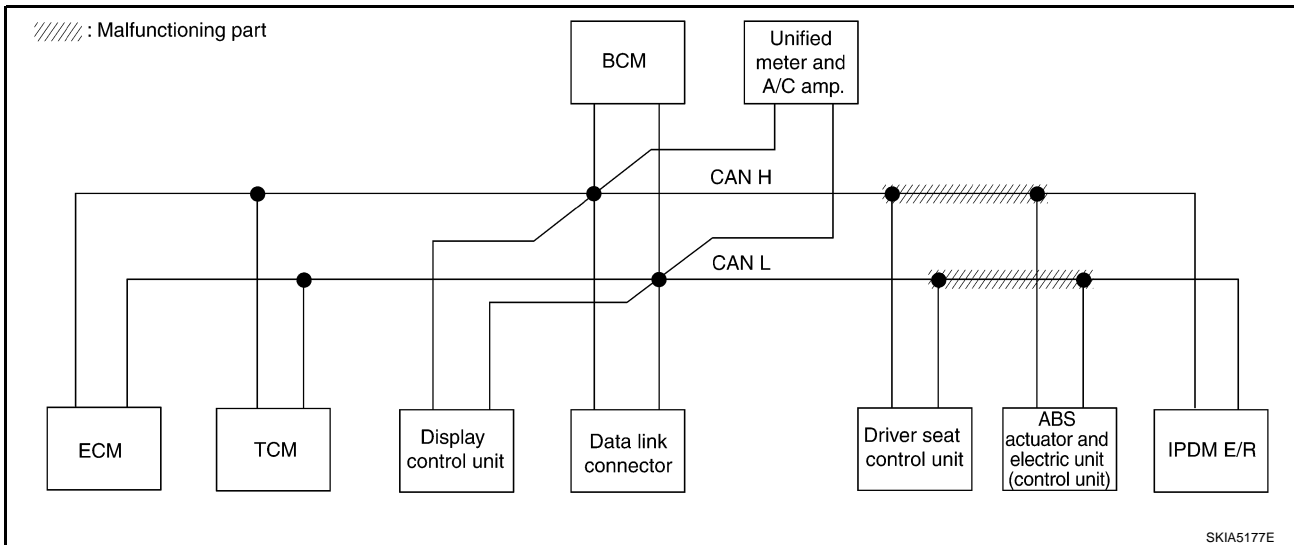 : Malfunctioning part
BCM
Unified
meter and
A/C amp.
CAN H
CAN L
ECM
TCM
Display
control unit
Data link
connector
Driver seat
control unit
ABS
actuator and
electric unit
(control unit)
IPDM E/R
SKIA5177E